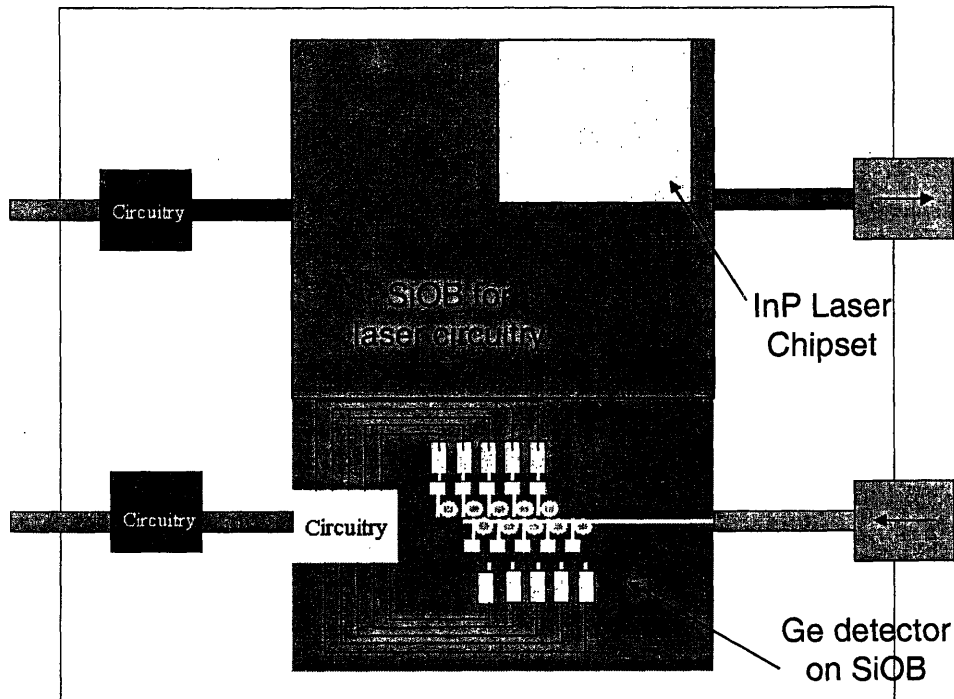 Circuitry
SiOB for
laser circuitry
InP Laser
Chipset
Circuitry
Circuitry
Ge detector
on SiOB